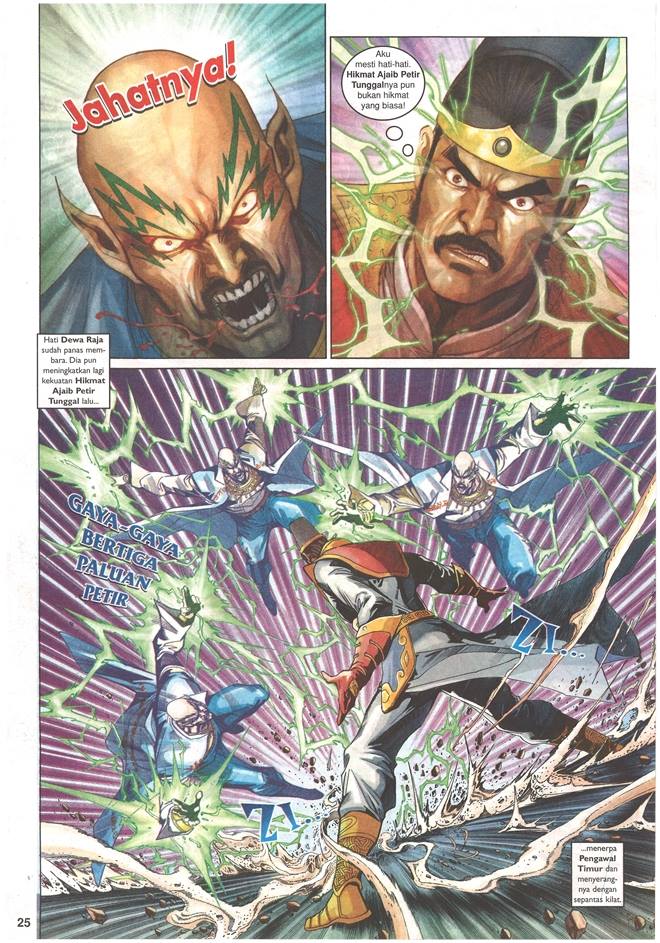 Jahatnya!
Aku
mesti hati-hati.
Hikmat Ajaib Petir
Tunggalnya pun
bukan hikmat
yang biasa!
Hati Dewa Raja
sudah panas mem-
bara. Dia pun
meningkatkan lagi
kekuatan Hikmat
Ajaib Petir
Tunggal lalu...
GAYA-GAYA
BERTIGA
PALUAN
PETIR
ZI...
ZI...
...menerpa
Pengawal
Timur dan
menyerang-
nya dengan
sepantas kilat.
25